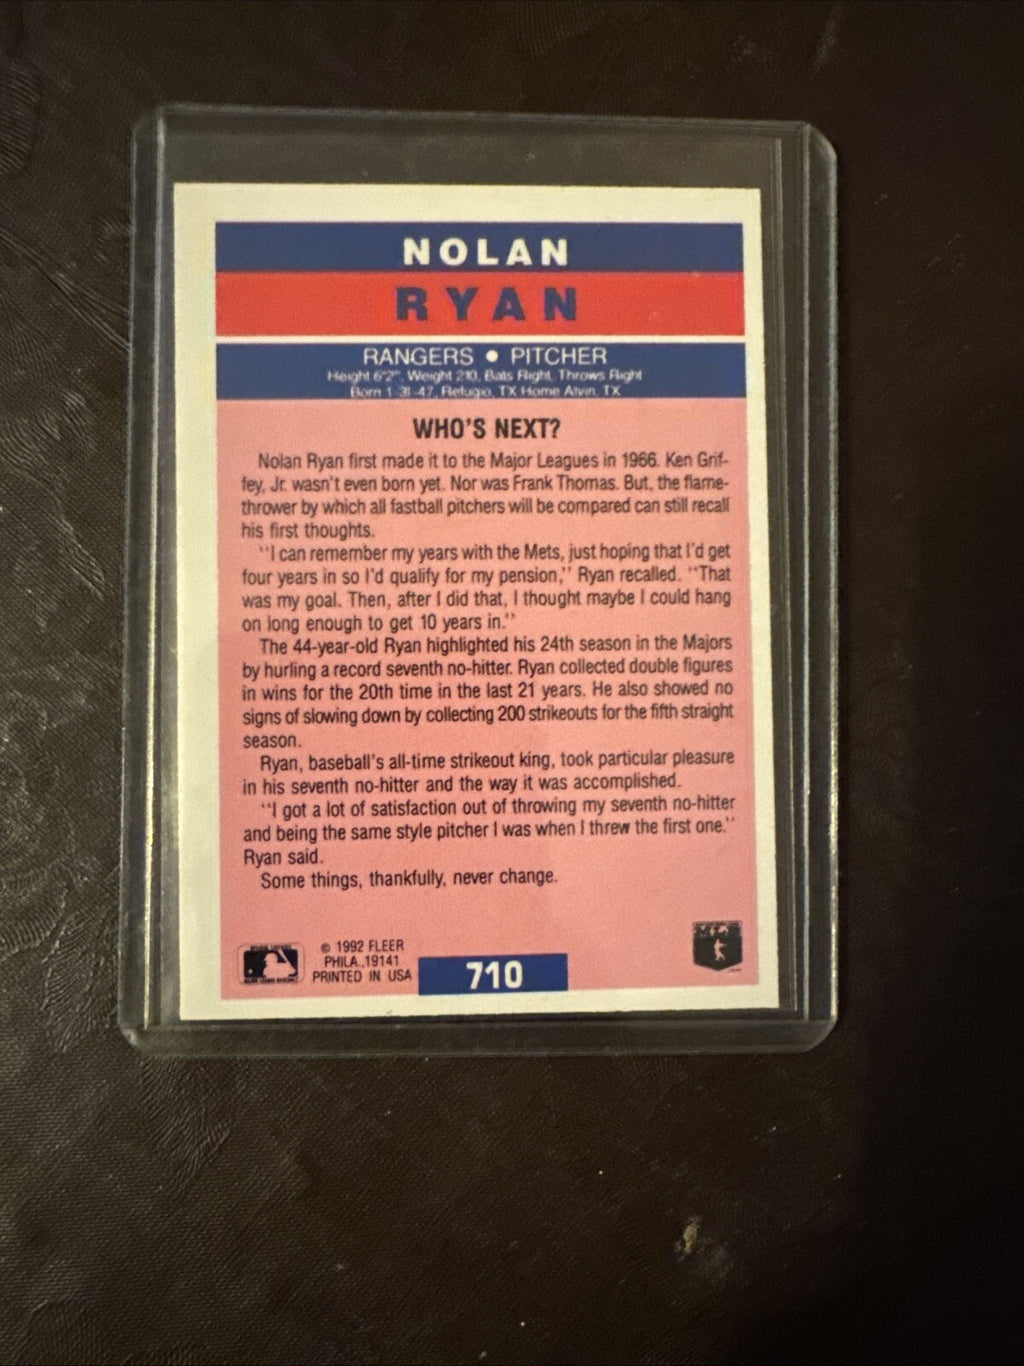 NOLAN
RYAN
RANGERS • PITCHER
Height 6'2", Weight 210, Bats Right, Throws Right
Born 1-31-47, Refugio, TX Home Alvin, TX
WHO'S NEXT?
Nolan Ryan first made it to the Major Leagues in 1966. Ken Grif-
fey, Jr. wasn't even born yet. Nor was Frank Thomas. But, the flame-
thrower by which all fastball pitchers will be compared can still recall
his first thoughts.
"I can remember my years with the Mets, just hoping that I'd get
four years in so I'd qualify for my pension," Ryan recalled. "That
was my goal. Then, after I did that, I thought maybe I could hang
on long enough to get 10 years in."
The 44-year-old Ryan highlighted his 24th season in the Majors
by hurling a record seventh no-hitter. Ryan collected double figures
in wins for the 20th time in the last 21 years. He also showed no
signs of slowing down by collecting 200 strikeouts for the fifth straight
season.
Ryan, baseball's all-time strikeout king, took particular pleasure
in his seventh no-hitter and the way it was accomplished.
"I got a lot of satisfaction out of throwing my seventh no-hitter
and being the same style pitcher I was when I threw the first one."
Ryan said.
Some things, thankfully, never change.
© 1992 FLEER
PHILA.,19141
PRINTED IN USA
710